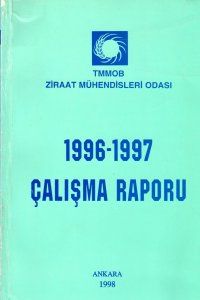 TMMOB
ZİRAAT MÜHENDİSLERİ ODASI
1996-1997
ÇALIŞMA RAPORU
ANKARA
1998